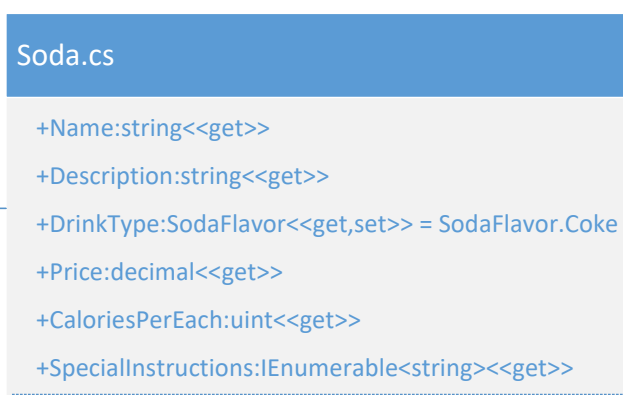 Soda.cs
+Name:string<<get>>
+Description:string<<get>>
+DrinkType:SodaFlavor<<get,set>> = SodaFlavor.Coke
+Price:decimal<<get>>
+CaloriesPerEach:uint<<get>>
+SpecialInstructions:IEnumerable<string><<get>>